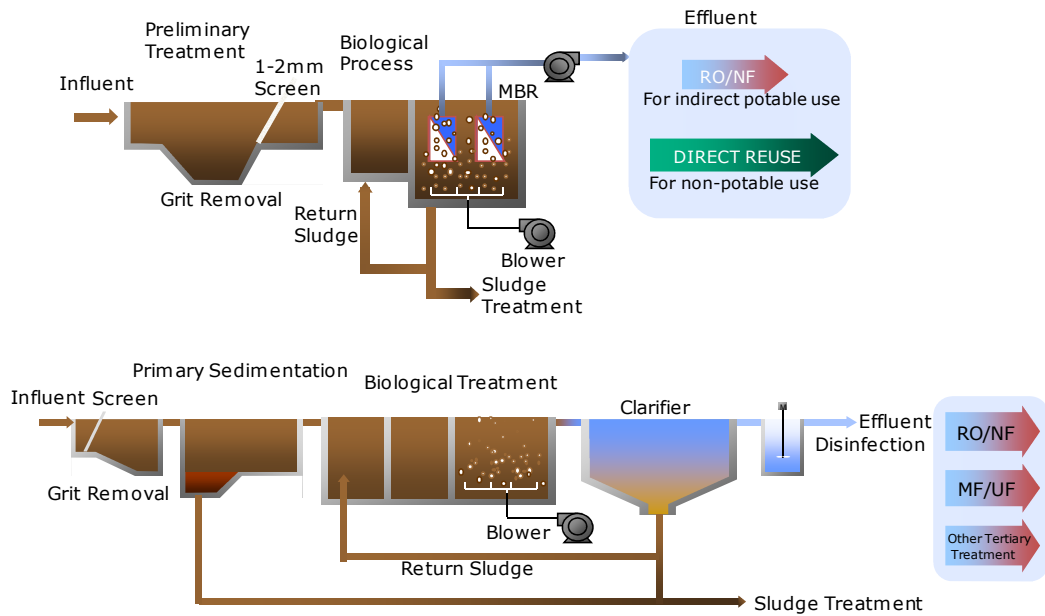 Effluent
Preliminary
Treatment
Biological
Process
1-2mm
Screen
Influent
MBR
RO/NF
For indirect potable use
DIRECT REUSE
For non-potable use
Grit Removal
Return
Sludge
Blower
Sludge
Treatment
Primary Sedimentation
Biological Treatment
Influent
Screen
Clarifier
Effluent
Disinfection
RO/NF
Grit Removal
MF/UF
Blower
Other Tertiary
Treatment
Return Sludge
Sludge Treatment